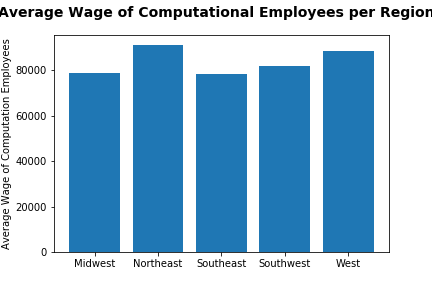 Average Wage of Computational Employees per Region
Average Wage of Computation Employees
80000
60000
40000
20000
0
Midwest Northeast Southeast Southwest West